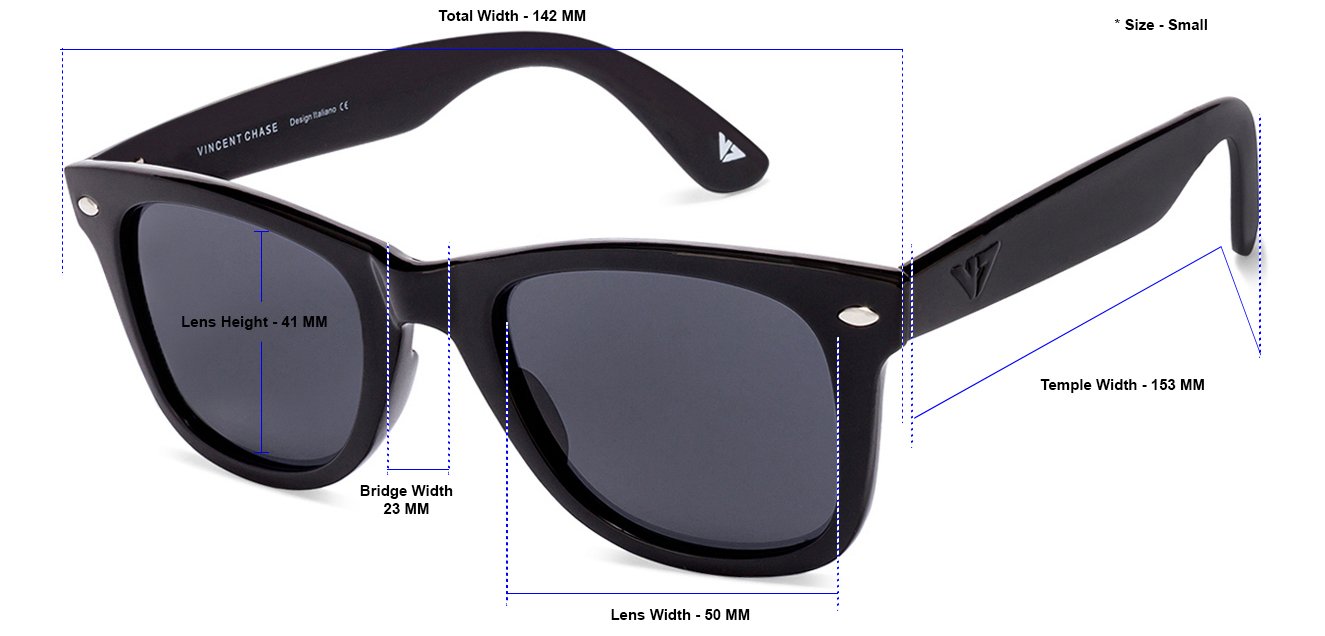 Total Width - 142 MM
* Size - Small
VINCENT CHASE
Design Italiano CE
Lens Height - 41 MM
Temple Width - 153 MM
Bridge Width
23 MM
Lens Width - 50 MM